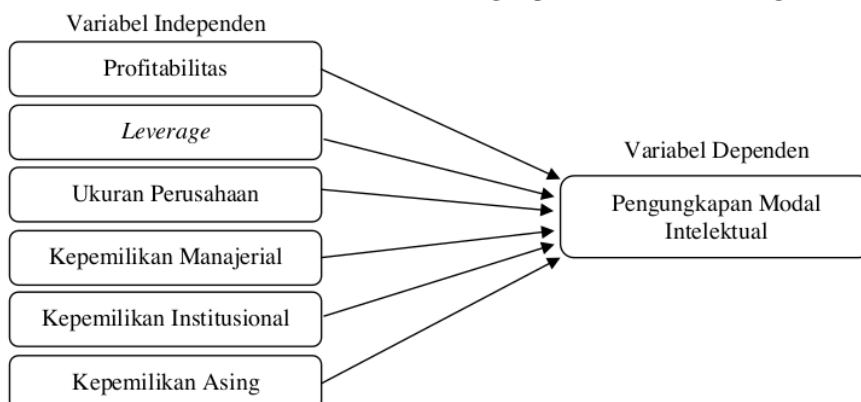 Variabel Independen
Profitabilitas
Leverage
Ukuran Perusahaan
Kepemilikan Manajerial
Kepemilikan Institusional
Kepemilikan Asing
Variabel Dependen
Pengungkapan Modal
Intelektual